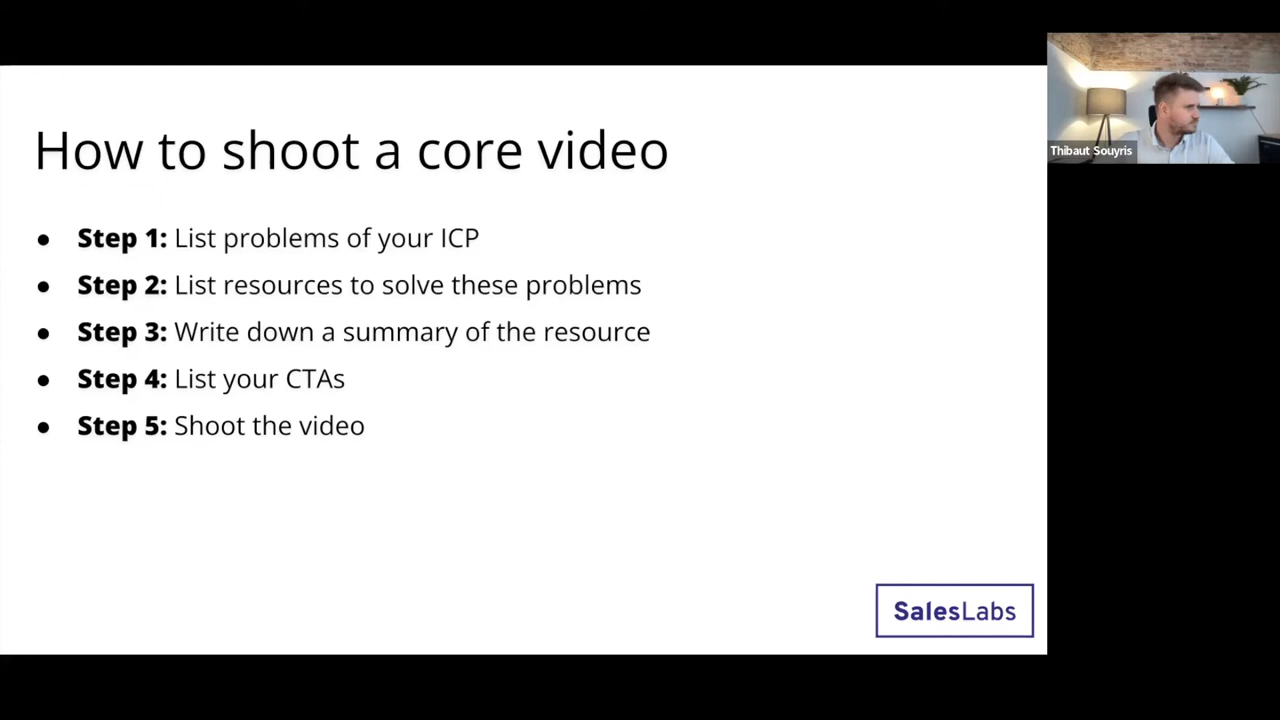 How to shoot a core video
● Step 1: List problems of your ICP
● Step 2: List resources to solve these problems
● Step 3: Write down a summary of the resource
● Step 4: List your CTAs
● Step 5: Shoot the video
SalesLabs
Thibaut Souyris